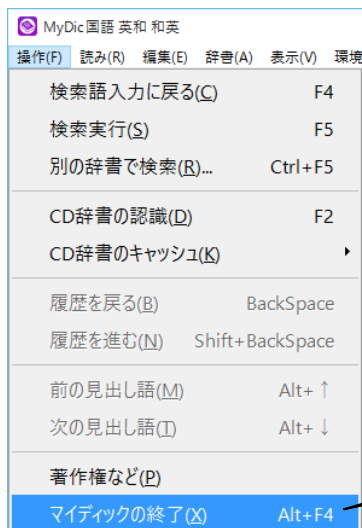 MyDic国語 英和 和英
操作(F) 読み(R) 編集(E) 辞書(A) 表示(V) 環境
検索語入力に戻る(C) F4
検索実行(S) F5
別の辞書で検索(R)... Ctrl+F5
CD辞書の認識(D) F2
CD辞書のキャッシュ(K)
履歴を戻る(B) BackSpace
履歴を進む(N) Shift+BackSpace
前の見出し語(M) Alt+↑
次の見出し語(T) Alt+↓
著作権など(P)
マイディックの終了(X) Alt+F4